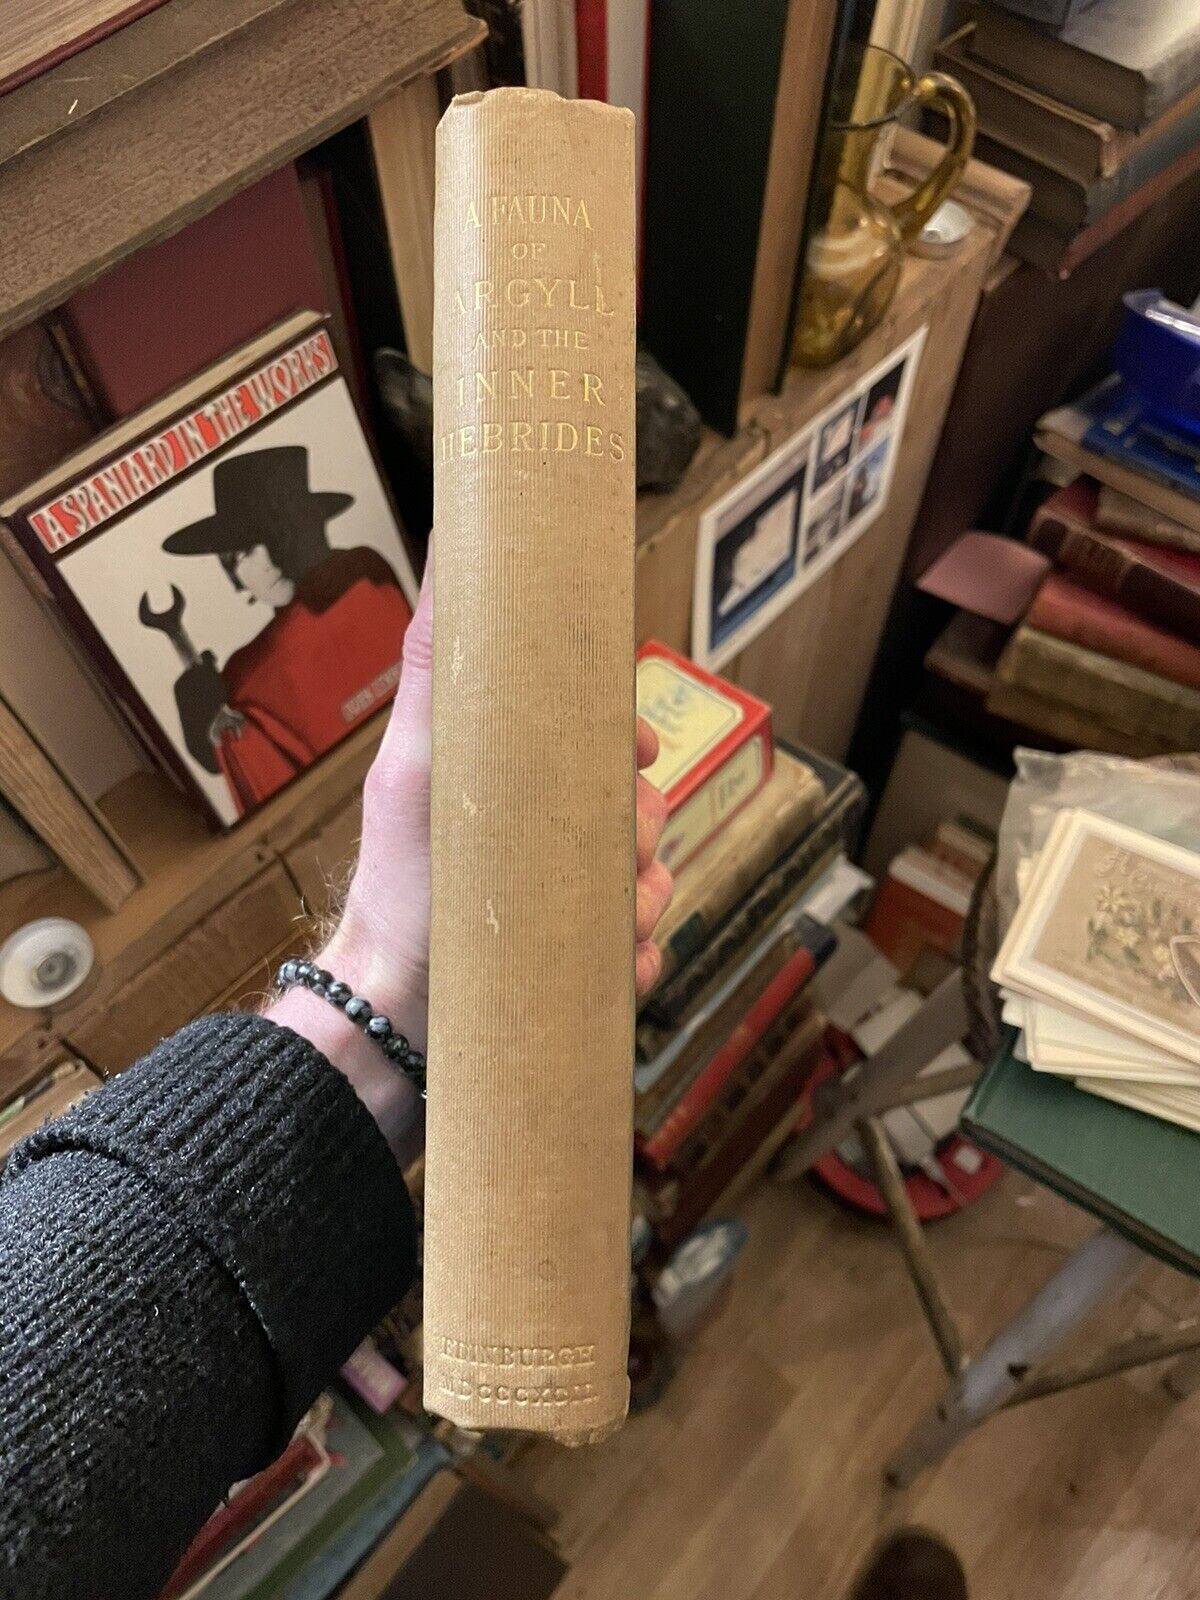 A FAUNA
OF
ARGYLL
AND THE
INNER
HEBRIDES
EDINBURGH
MDCCCXCII
A SPANIARD IN THE WORKS